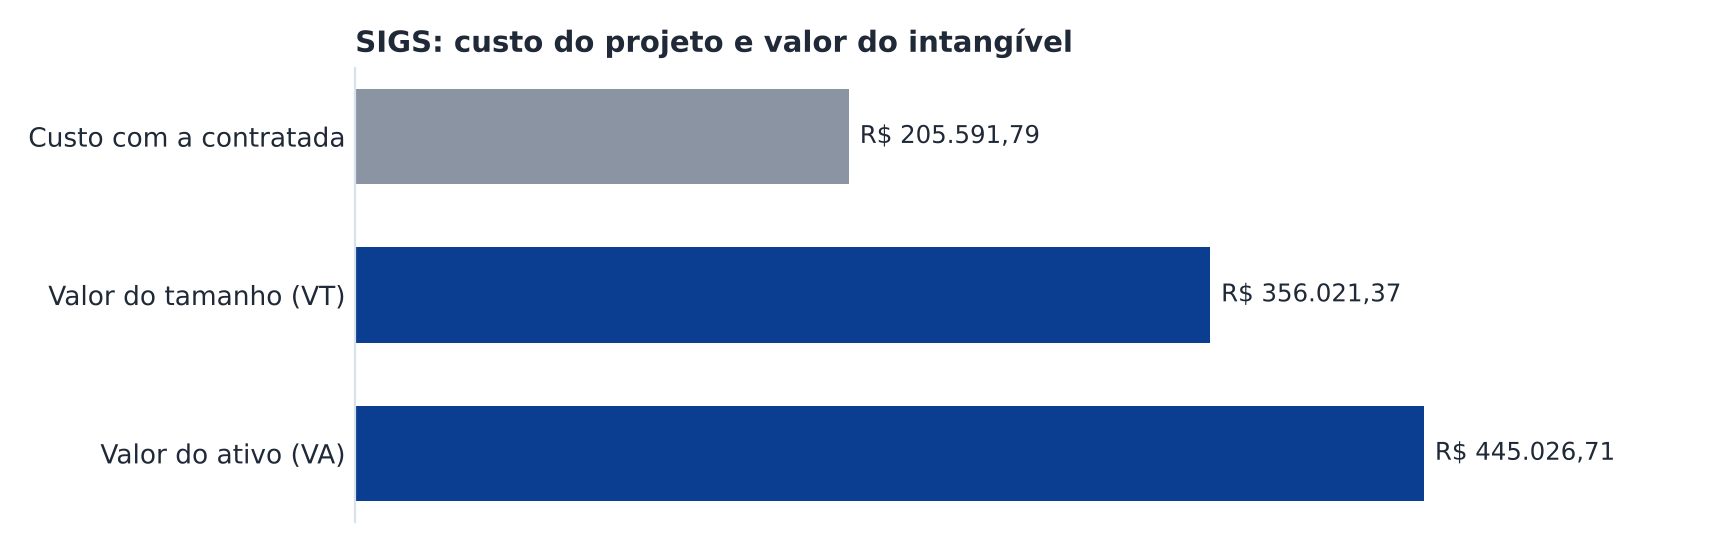 SIGS: custo do projeto e valor do intangível
Custo com a contratada
R$ 205.591,79
Valor do tamanho (VT)
R$ 356.021,37
Valor do ativo (VA)
R$ 445.026,71